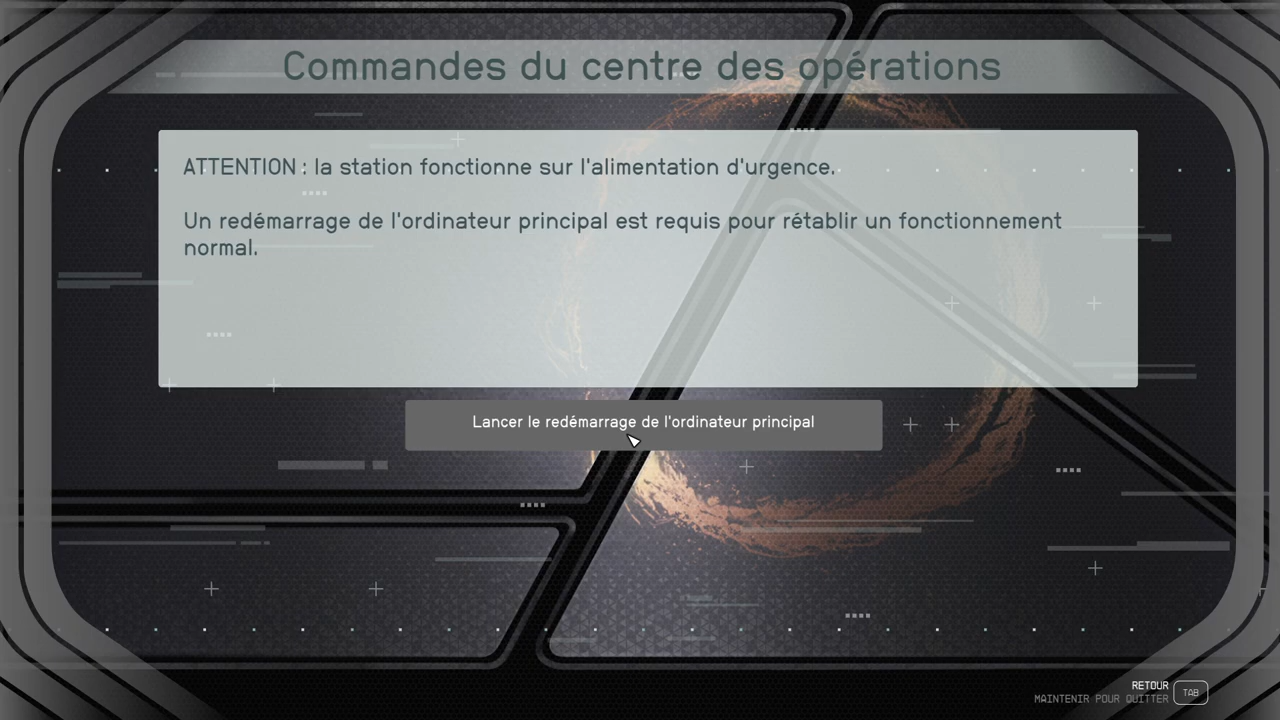 Commandes du centre des opérations
ATTENTION : la station fonctionne sur l'alimentation d'urgence.
Un redémarrage de l'ordinateur principal est requis pour rétablir un fonctionnement
normal.
Lancer le redémarrage de l'ordinateur principal
RETOUR
MAINTENIR POUR QUITTER TAB